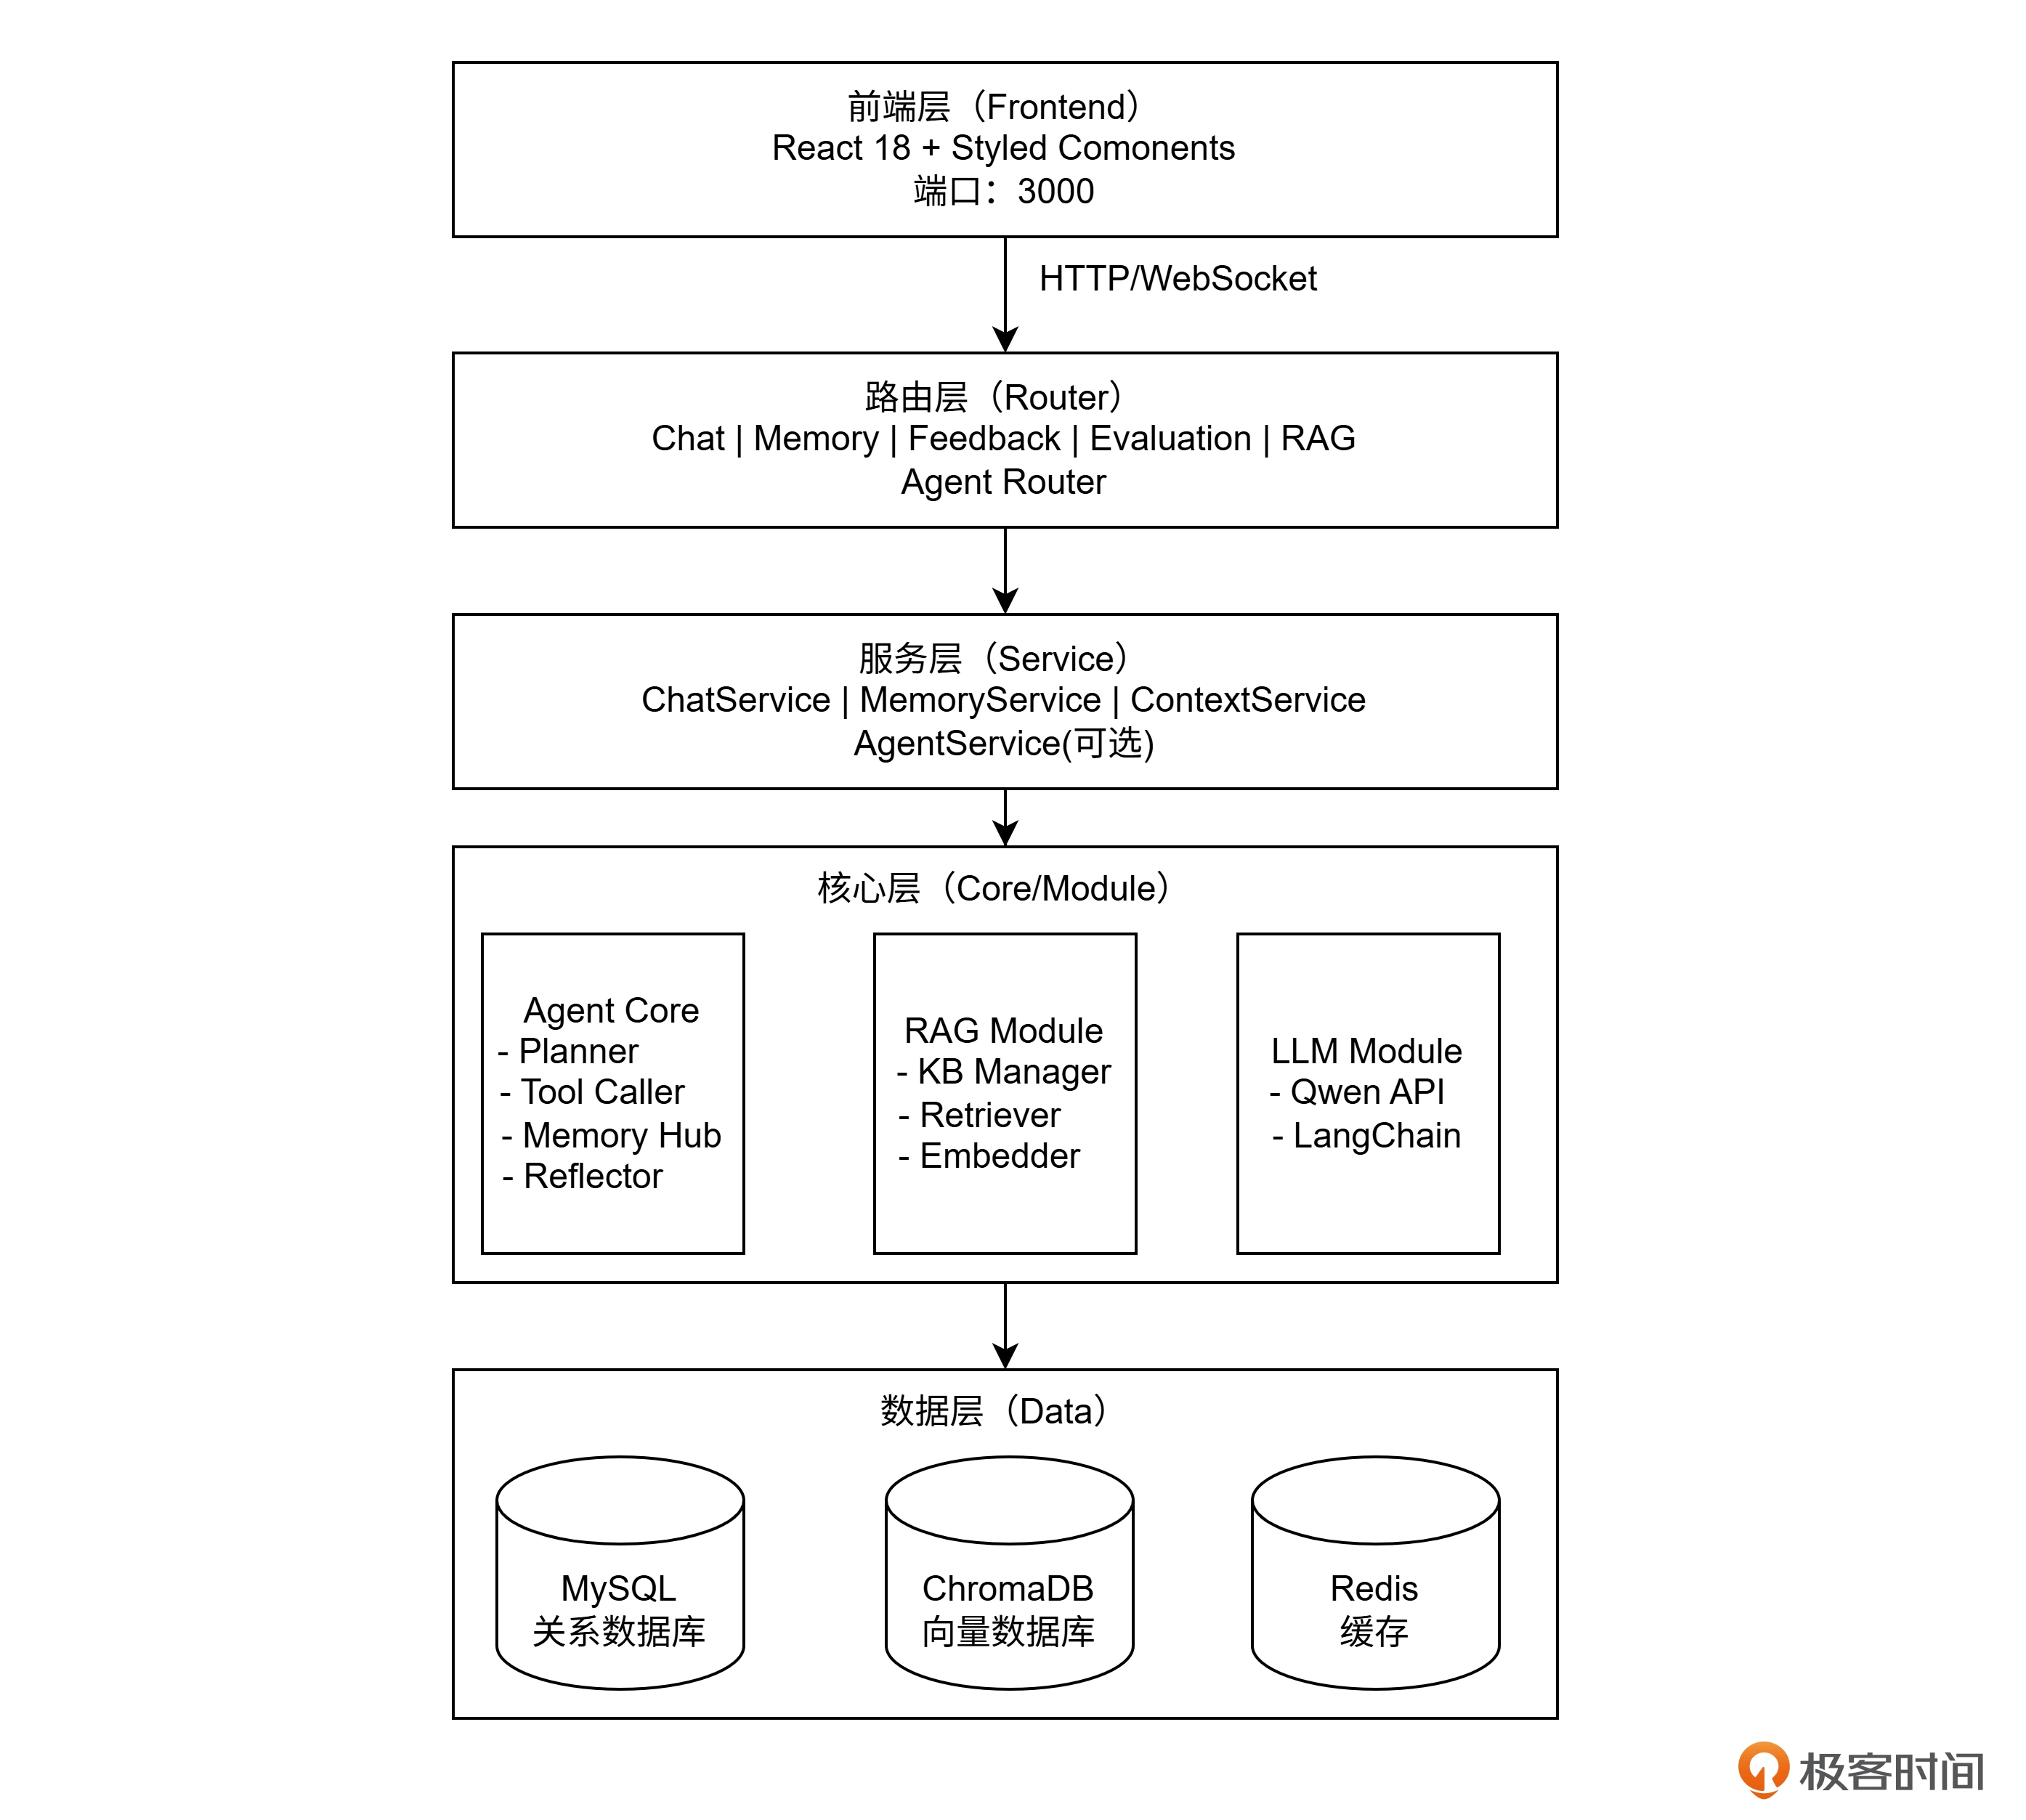 前端层（Frontend）
React 18 + Styled Comonents
端口：3000
HTTP/WebSocket
路由层（Router）
Chat | Memory | Feedback | Evaluation | RAG
Agent Router
服务层（Service）
ChatService | MemoryService | ContextService
AgentService(可选)
核心层（Core/Module）
Agent Core
- Planner
- Tool Caller
- Memory Hub
- Reflector
RAG Module
- KB Manager
- Retriever
- Embedder
LLM Module
- Qwen API
- LangChain
数据层（Data）
MySQL
关系数据库
ChromaDB
向量数据库
Redis
缓存
极客时间